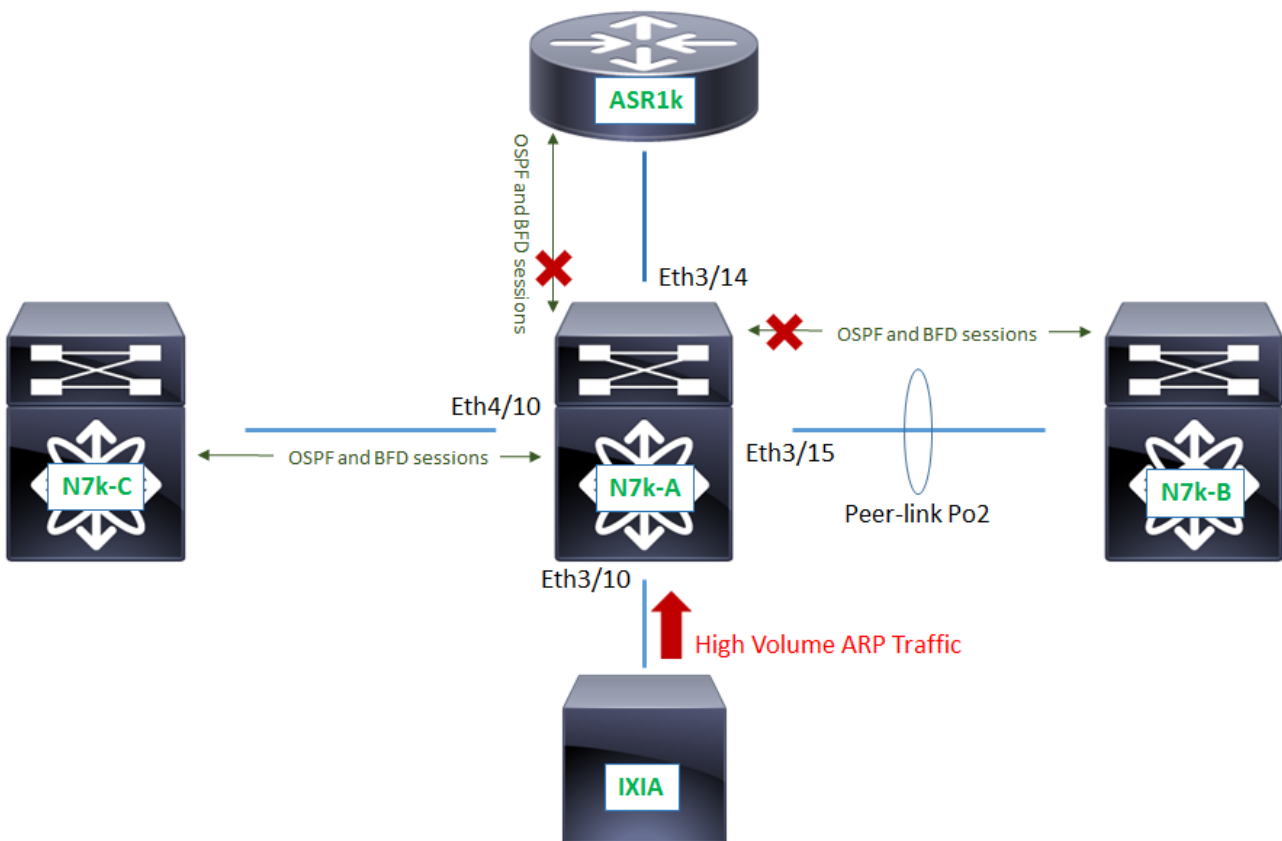 ASR1k
OSPF and BFD sessions
Eth3/14
OSPF and BFD sessions
Eth4/10
OSPF and BFD sessions
Eth3/15
N7k-C
N7k-A
N7k-B
Peer-link Po2
Eth3/10
High Volume ARP Traffic
IXIA